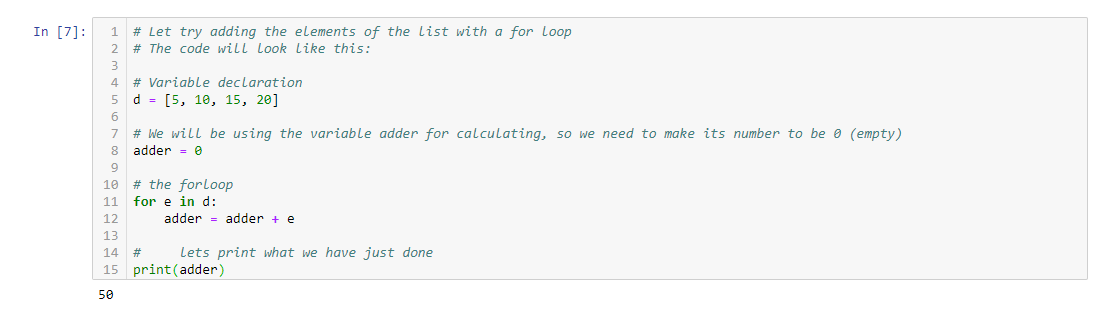 In [7]:
1 # Let try adding the elements of the list with a for loop
2 # The code will look like this:
3
4 # Variable declaration
5 d = [5, 10, 15, 20]
6
7 # We will be using the variable adder for calculating, so we need to make its number to be 0 (empty)
8 adder = 0
9
10 # the forloop
11 for e in d:
12     adder = adder + e
13
14 #     lets print what we have just done
15 print(adder)
50